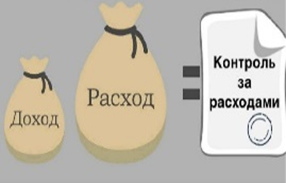 Доход
Расход
=
Контроль
за
расходами